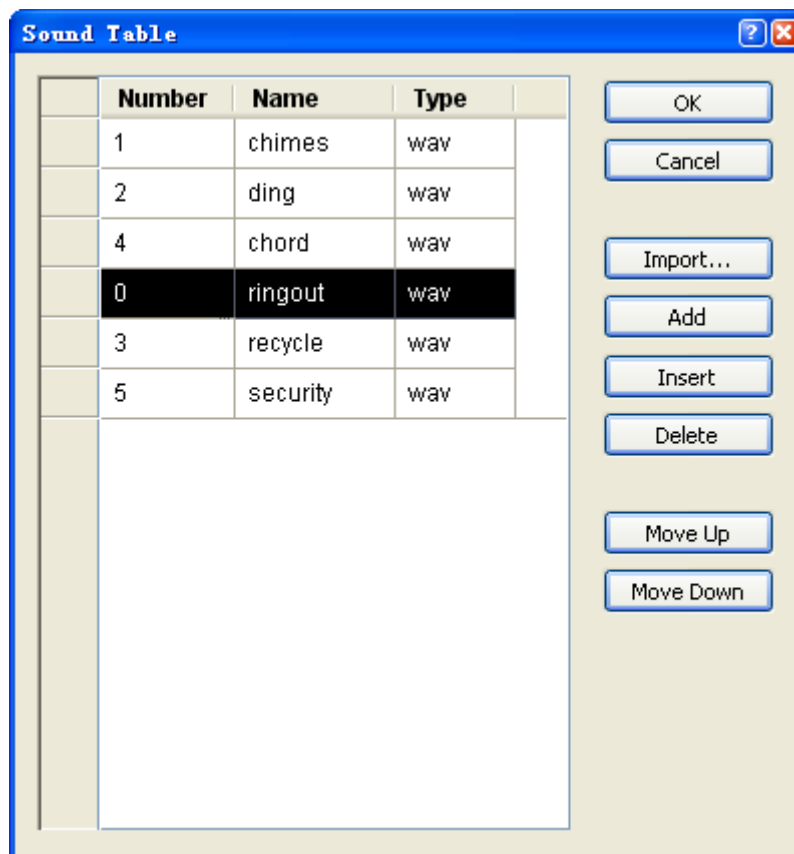 Sound Table
Number Name Type
1 chimes wav
2 ding wav
4 chord wav
0 ringout wav
3 recycle wav
5 security wav
OK
Cancel
Import...
Add
Insert
Delete
Move Up
Move Down